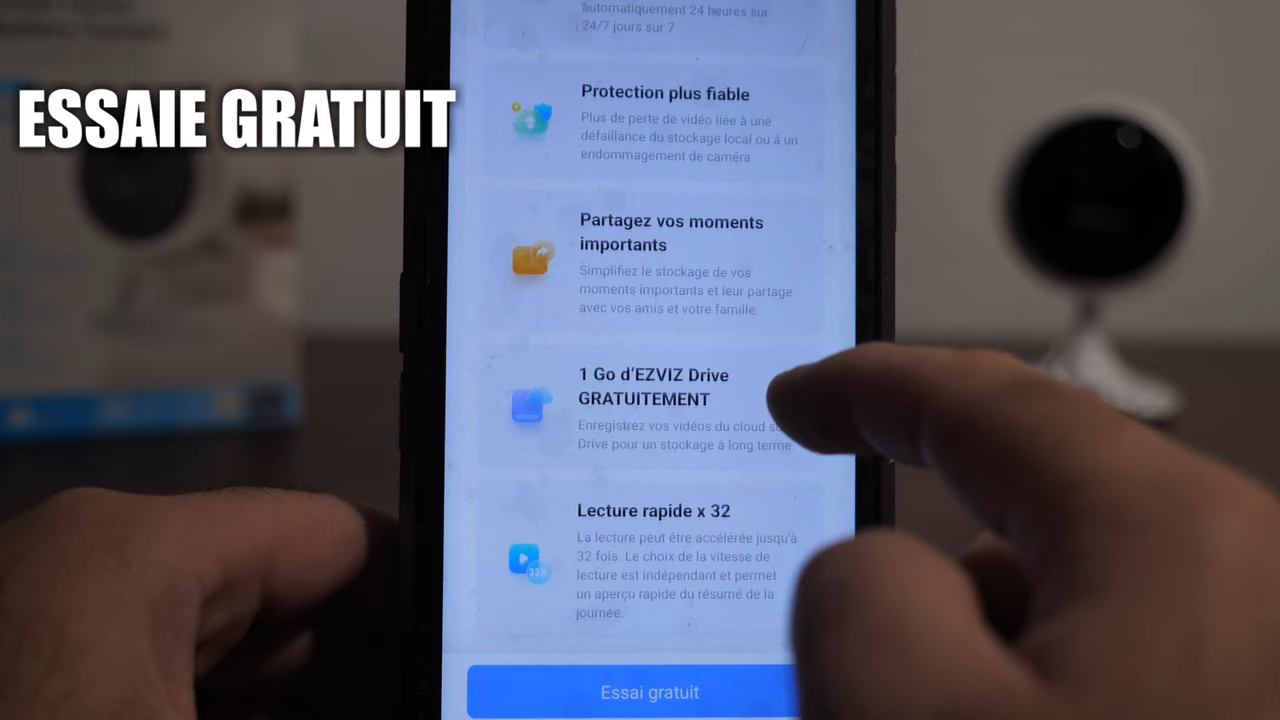 ESSAIE GRATUIT
automatiquement 24 heures sur
24/7 jours sur 7
Protection plus fiable
Plus de perte de vidéo liée à une
défaillance du stockage local ou à un
endommagement de caméra
Partagez vos moments
importants
Simplifiez le stockage de vos
moments importants et leur partage
avec vos amis et votre famille.
1 Go d'EZVIZ Drive
GRATUITEMENT
Enregistrez vos vidéos du cloud
Drive pour un stockage à long terme.
Lecture rapide x 32
La lecture peut être accélérée jusqu'à
32 fois. Le choix de la vitesse de
lecture est indépendant et permet
un aperçu rapide du résumé de la
journée.
32X
Essai gratuit